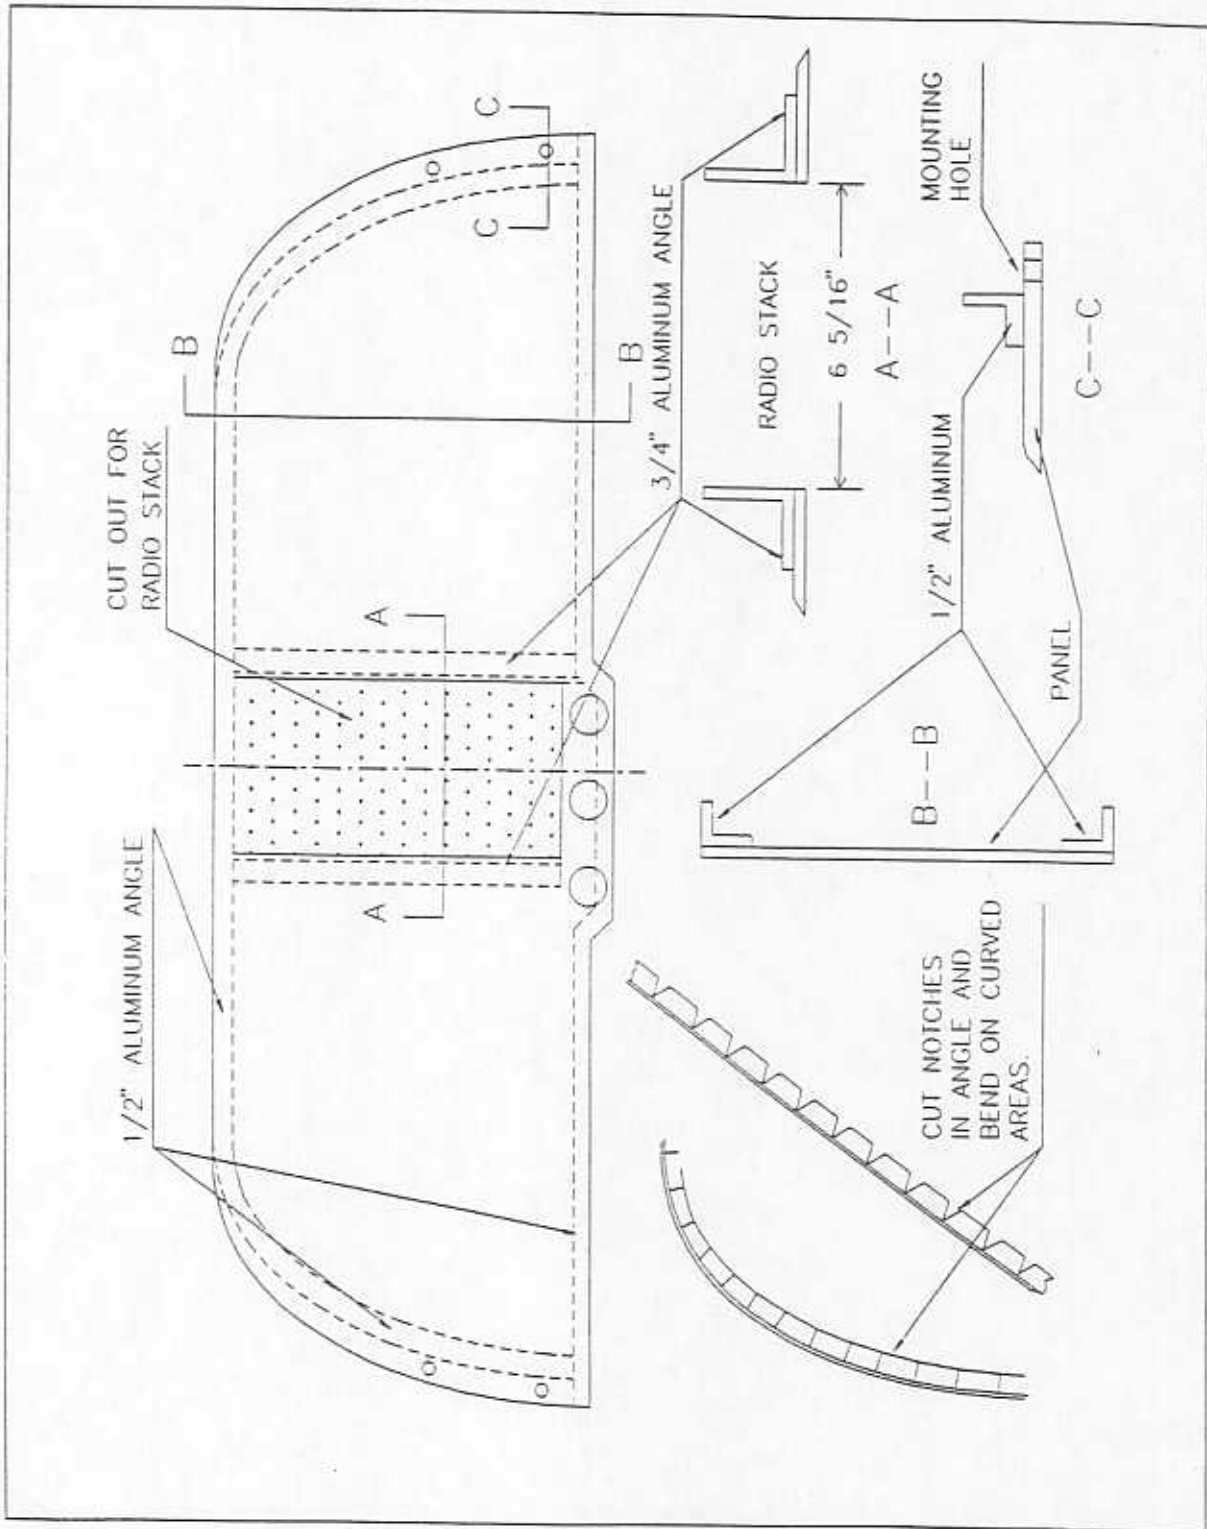 CUT OUT FOR
RADIO STACK
1/2" ALUMINUM ANGLE
B
B
C
C
A
A
3/4" ALUMINUM ANGLE
RADIO STACK
6 5/16"
A--A
MOUNTING
HOLE
1/2" ALUMINUM
C--C
PANEL
B--B
CUT NOTCHES
IN ANGLE AND
BEND ON CURVED
AREAS.